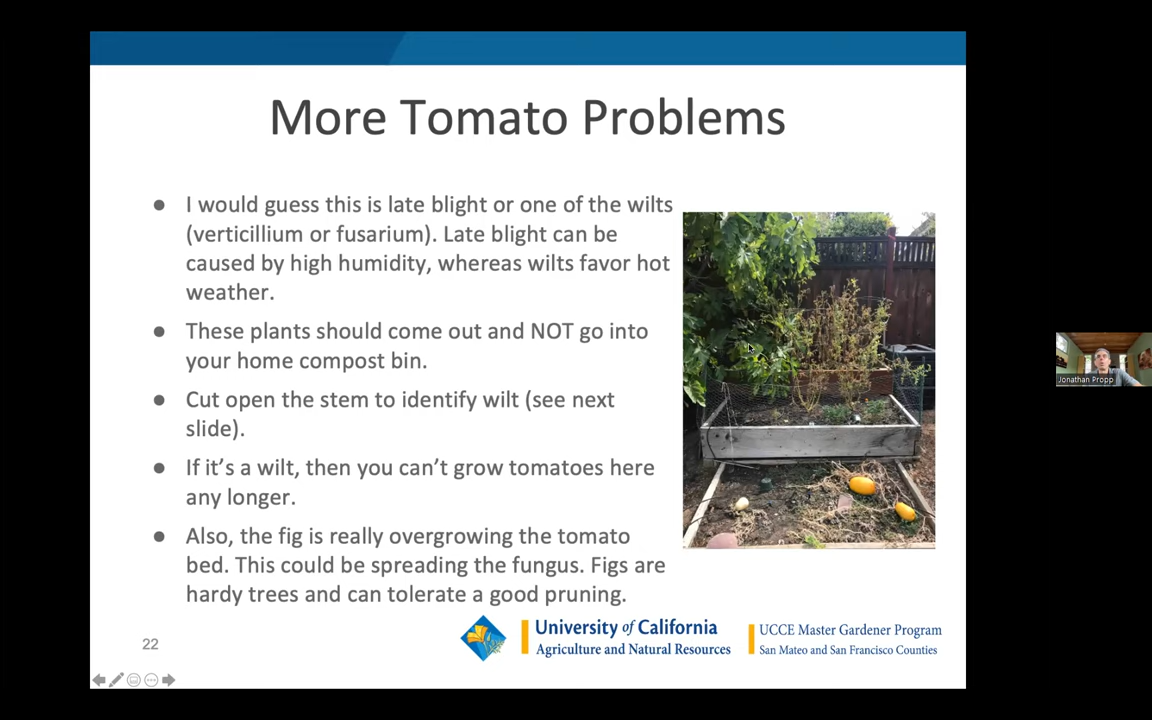 More Tomato Problems
● I would guess this is late blight or one of the wilts
(verticillium or fusarium). Late blight can be
caused by high humidity, whereas wilts favor hot
weather.
● These plants should come out and NOT go into
your home compost bin.
● Cut open the stem to identify wilt (see next
slide).
● If it’s a wilt, then you can’t grow tomatoes here
any longer.
● Also, the fig is really overgrowing the tomato
bed. This could be spreading the fungus. Figs are
hardy trees and can tolerate a good pruning.
22
University of California
Agriculture and Natural Resources
UCCE Master Gardener Program
San Mateo and San Francisco Counties
Jonathan Propp